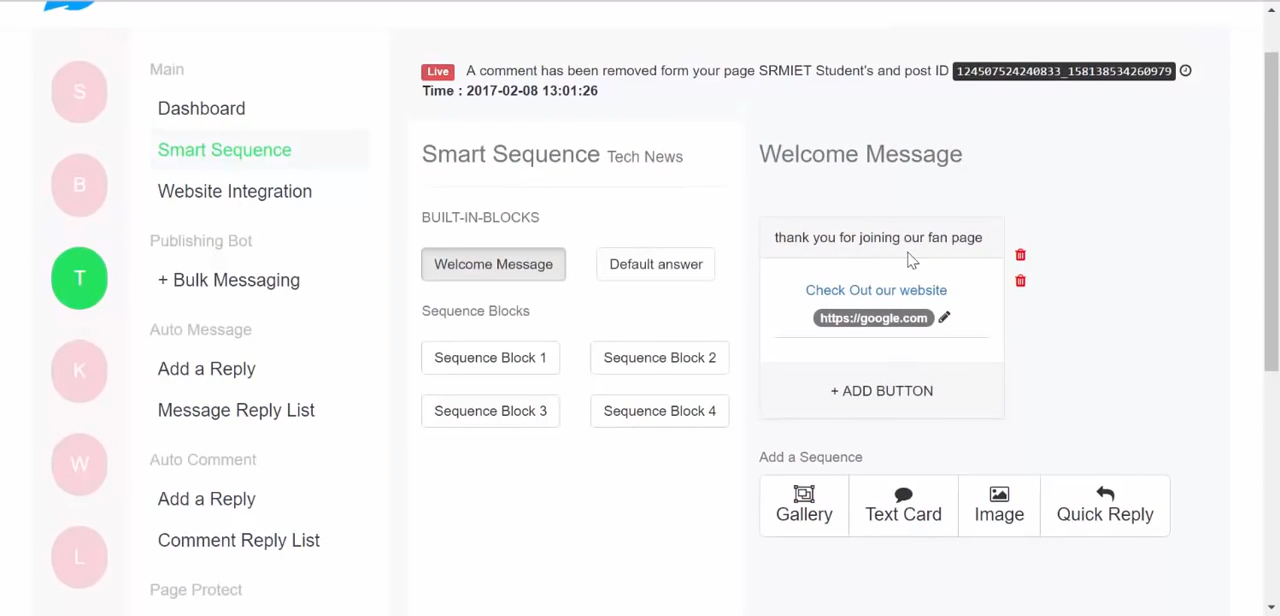 Live A comment has been removed form your page SRMIET Student's and post ID 124507524240833_158138534260979
Time : 2017-02-08 13:01:26
S
B
T
K
W
L
Main
Dashboard
Smart Sequence
Website Integration
Publishing Bot
+ Bulk Messaging
Auto Message
Add a Reply
Message Reply List
Auto Comment
Add a Reply
Comment Reply List
Page Protect
Smart Sequence Tech News
BUILT-IN-BLOCKS
Welcome Message Default answer
Sequence Blocks
Sequence Block 1 Sequence Block 2
Sequence Block 3 Sequence Block 4
Welcome Message
thank you for joining our fan page
Check Out our website
https://google.com
+ ADD BUTTON
Add a Sequence
Gallery Text Card Image Quick Reply